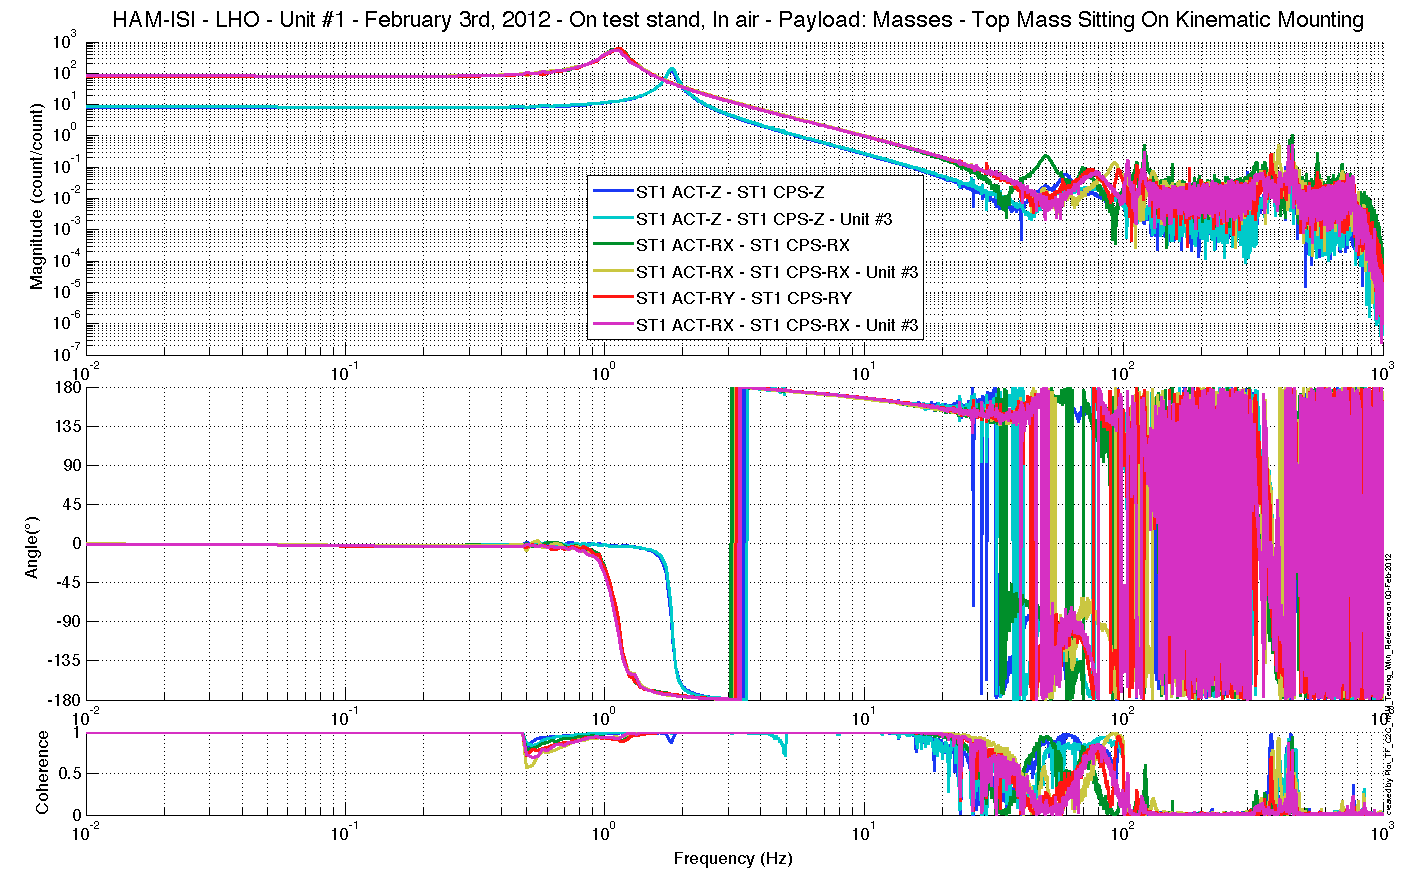 HAM-ISI - LHO - Unit #1 - February 3rd, 2012 - On test stand, In air - Payload: Masses - Top Mass Sitting On Kinematic Mounting
Magnitude (count/count)
10^3
10^2
10^1
10^0
10^-1
10^-2
10^-3
10^-4
10^-5
10^-6
10^-7
ST1 ACT-Z - ST1 CPS-Z
ST1 ACT-Z - ST1 CPS-Z - Unit #3
ST1 ACT-RX - ST1 CPS-RX
ST1 ACT-RX - ST1 CPS-RX - Unit #3
ST1 ACT-RY - ST1 CPS-RY
ST1 ACT-RX - ST1 CPS-RX - Unit #3
10^-2 10^-1 10^0 10^1 10^2 10^3
Angle(°)
180
135
90
45
0
-45
-90
-135
-180
10^-2 10^-1 10^0 10^1 10^2
Coherence
1
0.5
0
10^-2 10^-1 10^0 10^1 10^2 10^3
Frequency (Hz)